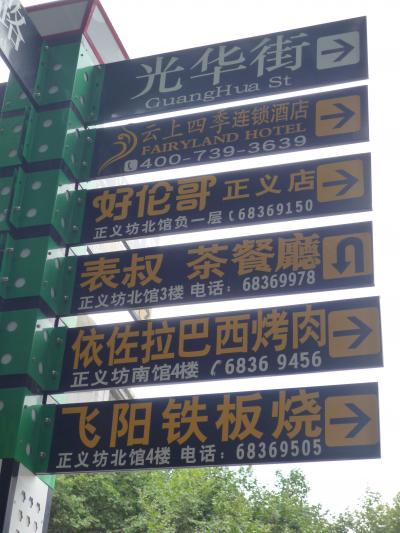 路
光华街
GuangHua St
云上四季连锁酒店
FAIRYLAND HOTEL
400-739-3639
好伦哥 正义店
正义坊北馆负一层 68369150
表叔 茶餐廳
正义坊北馆3楼 电话：68369978
依佐拉巴西烤肉
正义坊南馆4楼 6836 9456
飞阳铁板烧
正义坊北馆4楼 电话：68369505